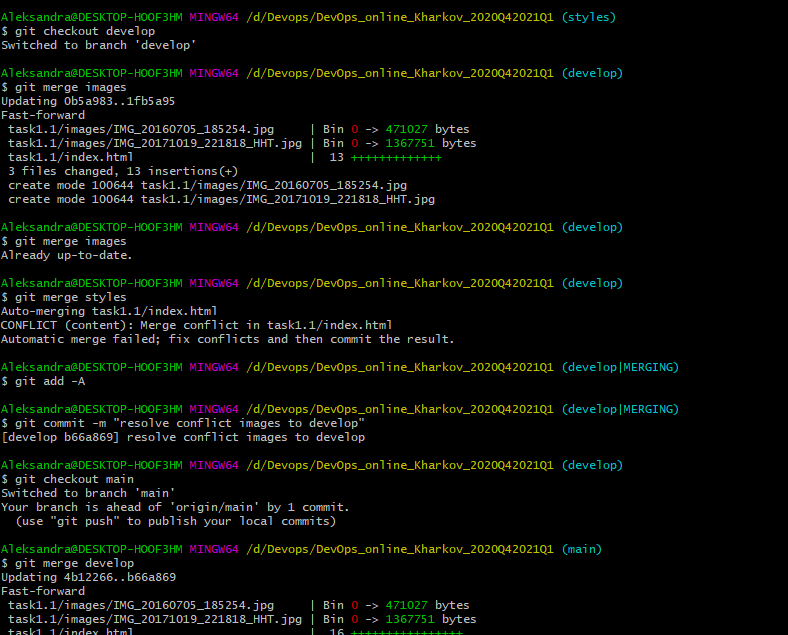 Aleksandra@DESKTOP-HOOF3HM MINGW64 /d/Devops/DevOps_online_Kharkov_2020Q42021Q1 (styles)
$ git checkout develop
Switched to branch 'develop'
Aleksandra@DESKTOP-HOOF3HM MINGW64 /d/Devops/DevOps_online_Kharkov_2020Q42021Q1 (develop)
$ git merge images
Updating 0b5a983..1fb5a95
Fast-forward
 task1.1/images/IMG_20160705_185254.jpg     | Bin 0 -> 471027 bytes
 task1.1/images/IMG_20171019_221818_HHT.jpg | Bin 0 -> 1367751 bytes
 task1.1/index.html                         |  13 +++++++++++++
 3 files changed, 13 insertions(+)
 create mode 100644 task1.1/images/IMG_20160705_185254.jpg
 create mode 100644 task1.1/images/IMG_20171019_221818_HHT.jpg
Aleksandra@DESKTOP-HOOF3HM MINGW64 /d/Devops/DevOps_online_Kharkov_2020Q42021Q1 (develop)
$ git merge images
Already up-to-date.
Aleksandra@DESKTOP-HOOF3HM MINGW64 /d/Devops/DevOps_online_Kharkov_2020Q42021Q1 (develop)
$ git merge styles
Auto-merging task1.1/index.html
CONFLICT (content): Merge conflict in task1.1/index.html
Automatic merge failed; fix conflicts and then commit the result.
Aleksandra@DESKTOP-HOOF3HM MINGW64 /d/Devops/DevOps_online_Kharkov_2020Q42021Q1 (develop|MERGING)
$ git add -A
Aleksandra@DESKTOP-HOOF3HM MINGW64 /d/Devops/DevOps_online_Kharkov_2020Q42021Q1 (develop|MERGING)
$ git commit -m "resolve conflict images to develop"
[develop b66a869] resolve conflict images to develop
Aleksandra@DESKTOP-HOOF3HM MINGW64 /d/Devops/DevOps_online_Kharkov_2020Q42021Q1 (develop)
$ git checkout main
Switched to branch 'main'
Your branch is ahead of 'origin/main' by 1 commit.
  (use "git push" to publish your local commits)
Aleksandra@DESKTOP-HOOF3HM MINGW64 /d/Devops/DevOps_online_Kharkov_2020Q42021Q1 (main)
$ git merge develop
Updating 4b12266..b66a869
Fast-forward
 task1.1/images/IMG_20160705_185254.jpg     | Bin 0 -> 471027 bytes
 task1.1/images/IMG_20171019_221818_HHT.jpg | Bin 0 -> 1367751 bytes
 task1.1/index.html                         |  16 ++++++++++++++++